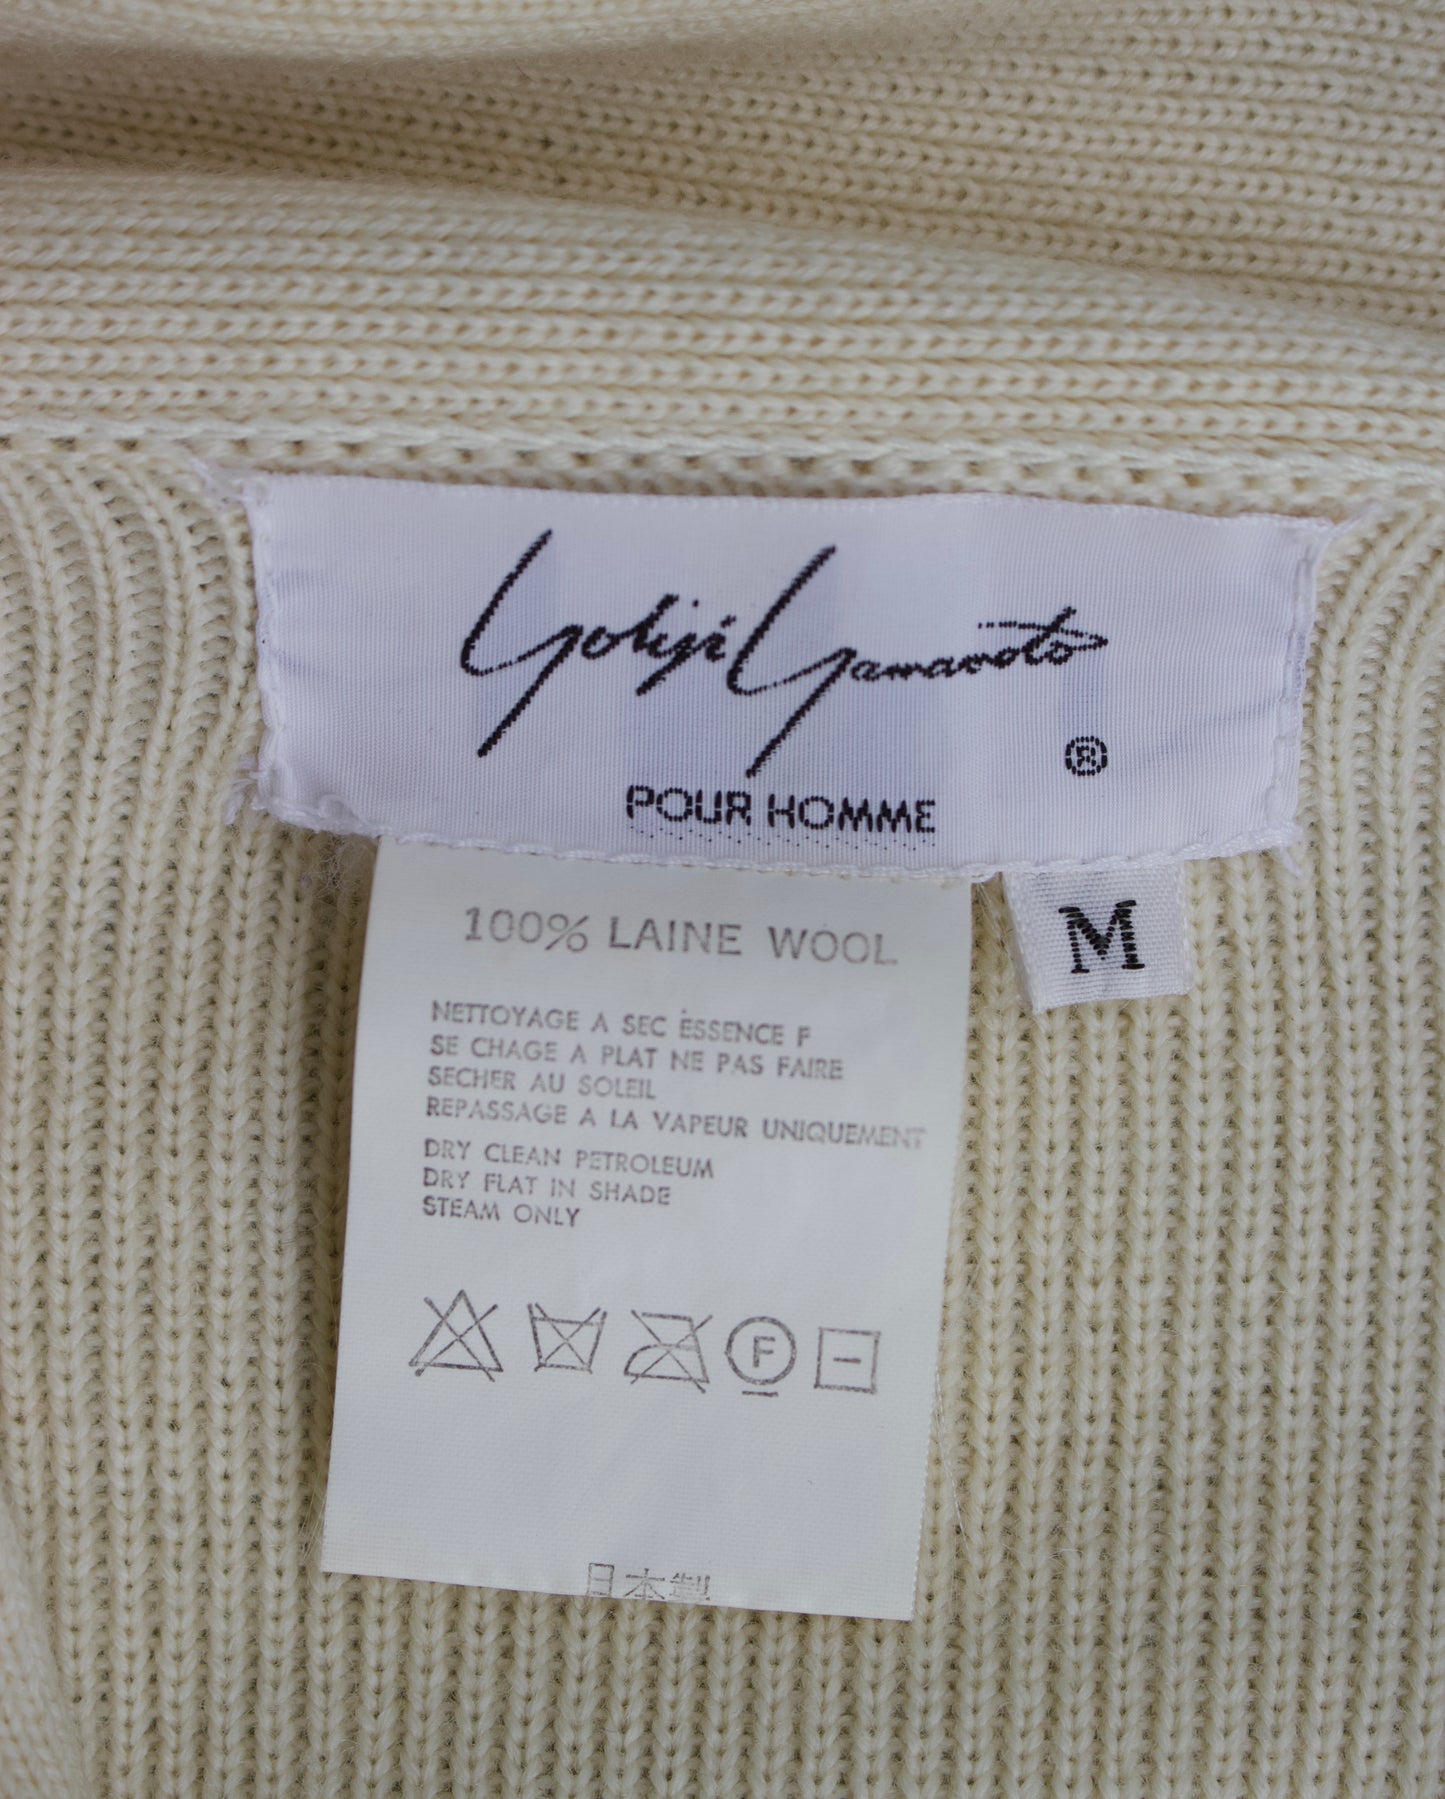 Yohji Yamamoto
®
POUR HOMME
M
100% LAINE WOOL
NETTOYAGE A SEC ESSENCE F
SE CHAGE A PLAT NE PAS FAIRE
SECHER AU SOLEIL
REPASSAGE A LA VAPEUR UNIQUEMENT
DRY CLEAN PETROLEUM
DRY FLAT IN SHADE
STEAM ONLY
F
日本製